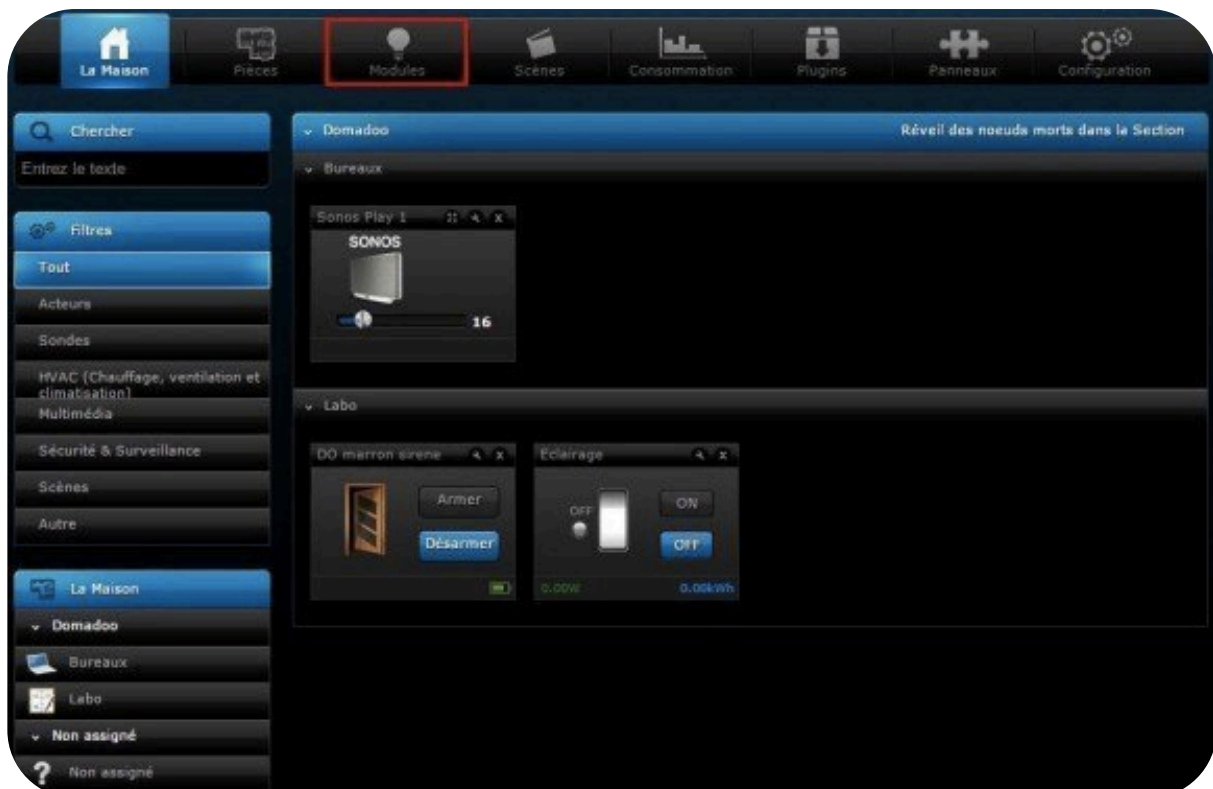 La Maison
Pièces
Modules
Scènes
Consommation
Plugins
Panneaux
Configuration
Chercher
Entrez le texte
Filtres
Tout
Acteurs
Sondes
HVAC (Chauffage, ventilation et
climatisation)
Multimédia
Sécurité & Surveillance
Scènes
Autre
La Maison
Domadoo
Bureaux
Labo
Non assigné
Non assigné
Domadoo
Réveil des noeuds morts dans la Section
Bureaux
Sonos Play 1
SONOS
16
Labo
DO marron sirene
Armer
Désarmer
Eclairage
OFF
ON
OFF
0.00W
0.00kWh